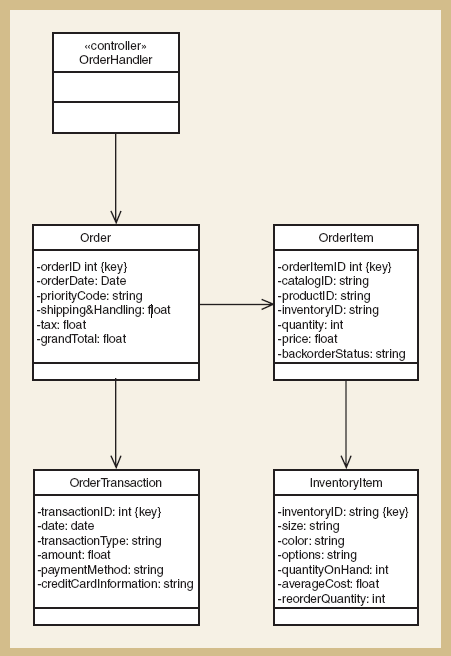 «controller»
OrderHandler
Order
-orderID int {key}
-orderDate: Date
-priorityCode: string
-shipping&Handling: float
-tax: float
-grandTotal: float
OrderItem
-orderItemID int {key}
-catalogID: string
-productID: string
-inventoryID: string
-quantity: int
-price: float
-backorderStatus: string
OrderTransaction
-transactionID: int {key}
-date: date
-transactionType: string
-amount: float
-paymentMethod: string
-creditCardInformation: string
InventoryItem
-inventoryID: string {key}
-size: string
-color: string
-options: string
-quantityOnHand: int
-averageCost: float
-reorderQuantity: int